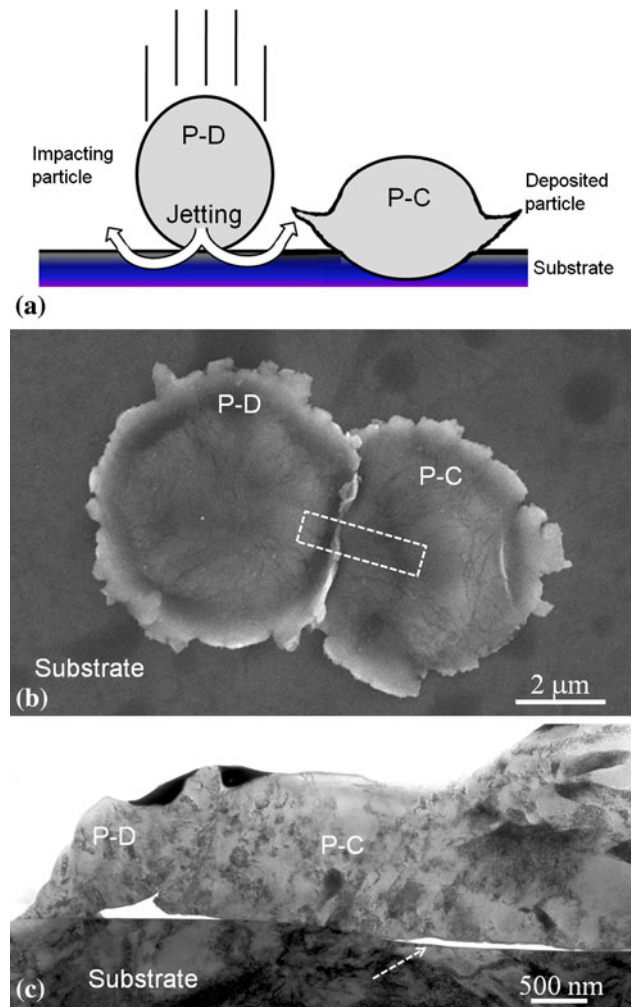 P-D
Impacting
particle
Jetting
P-C
Deposited
particle
Substrate
(a)
P-D
P-C
Substrate
(b)
2 μm
P-D
P-C
Substrate
(c)
500 nm